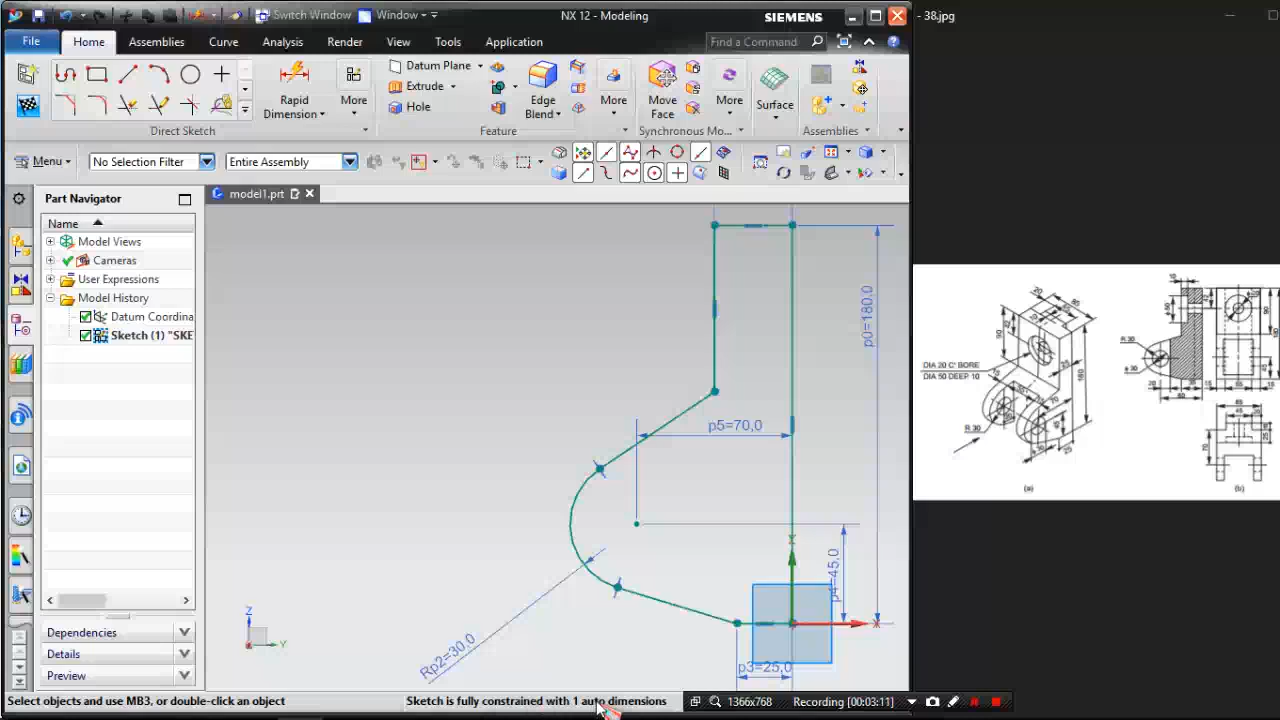 Switch Window
Window
NX 12 - Modeling
SIEMENS
- 38.jpg
File
Home
Assemblies
Curve
Analysis
Render
View
Tools
Application
Find a Command
Rapid
Dimension
More
Datum Plane
Extrude
Hole
Edge
Blend
More
Move
Face
More
Surface
Direct Sketch
Feature
Synchronous Mo...
Assemblies
Menu
No Selection Filter
Entire Assembly
Part Navigator
model1.prt
Name
Model Views
Cameras
User Expressions
Model History
Datum Coordina
Sketch (1) "SKE
Dependencies
Details
Preview
p0=180.0
p5=70,0
p4=45,0
Rp2=30.0
p3=25,0
Z
Y
X
DIA 20 C' BORE
DIA 50 DEEP. 10
R.30
R 30
(a)
(b)
Select objects and use MB3, or double-click an object
Sketch is fully constrained with 1 auto dimensions
1366x768
Recording [00:03:11]